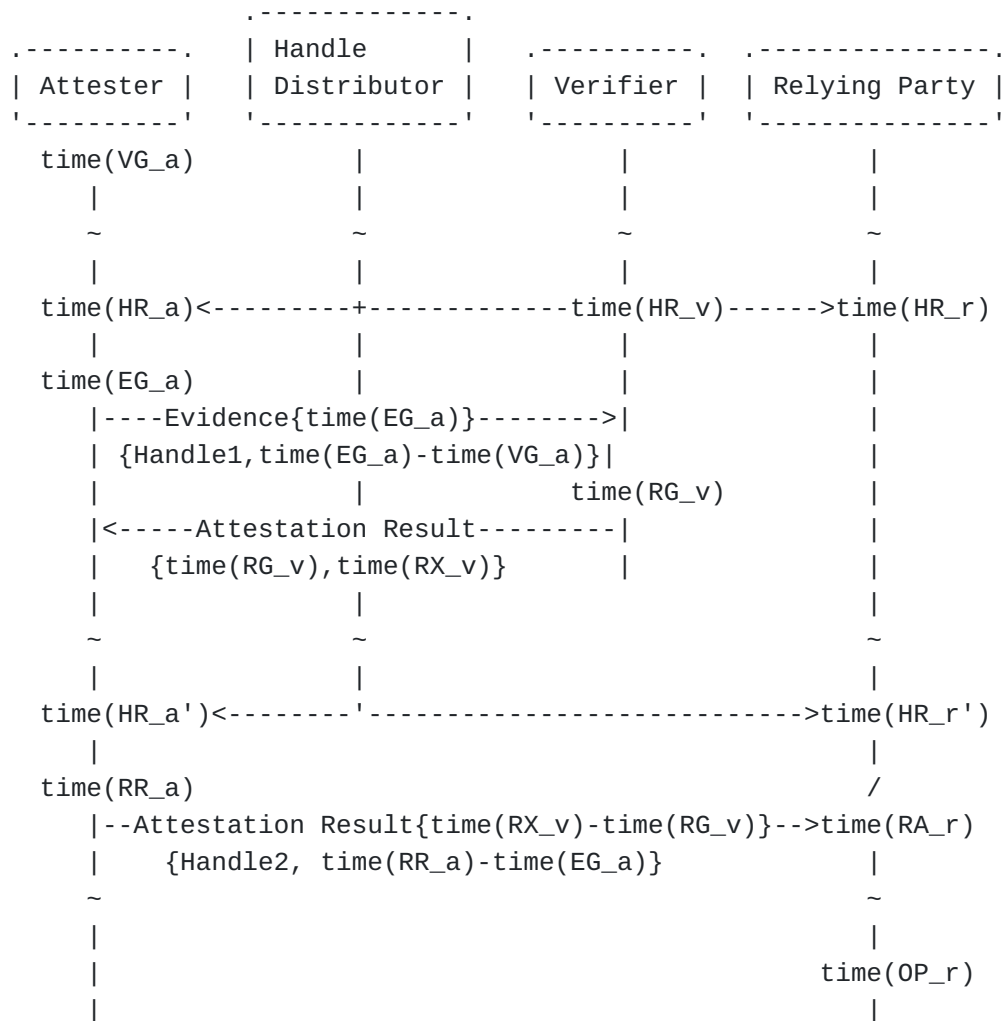 .-------------.
.----------.   | Handle      |   .----------.  .---------------.
| Attester |   | Distributor |   | Verifier |  | Relying Party |
'----------'   '-------------'   '----------'  '---------------'
  time(VG_a)          |                |               |
     |                |                |               |
     ~                ~                ~               ~
     |                |                |               |
  time(HR_a)<---------+-------------time(HR_v)------>time(HR_r)
     |                |                |               |
  time(EG_a)          |                |               |
     |----Evidence{time(EG_a)}-------->|               |
     | {Handle1,time(EG_a)-time(VG_a)}|                |
     |                |             time(RG_v)         |
     |<-----Attestation Result---------|               |
     |   {time(RG_v),time(RX_v)}       |               |
     |                |                                |
     ~                ~                                ~
     |                |                                |
  time(HR_a')<--------'---------------------------->time(HR_r')
     |                                                 |
  time(RR_a)                                           /
     |--Attestation Result{time(RX_v)-time(RG_v)}-->time(RA_r)
     |    {Handle2, time(RR_a)-time(EG_a)}             |
     ~                                                 ~
     |                                                 |
     |                                              time(OP_r)
     |                                                 |